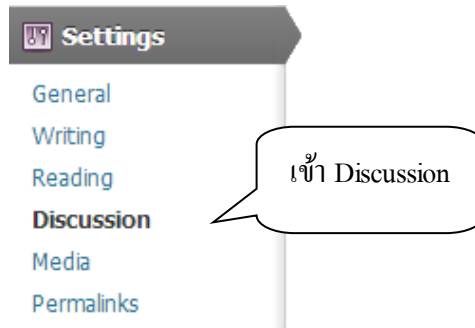 Settings
General
Writing
Reading
เข้า Discussion
Discussion
Media
Permalinks